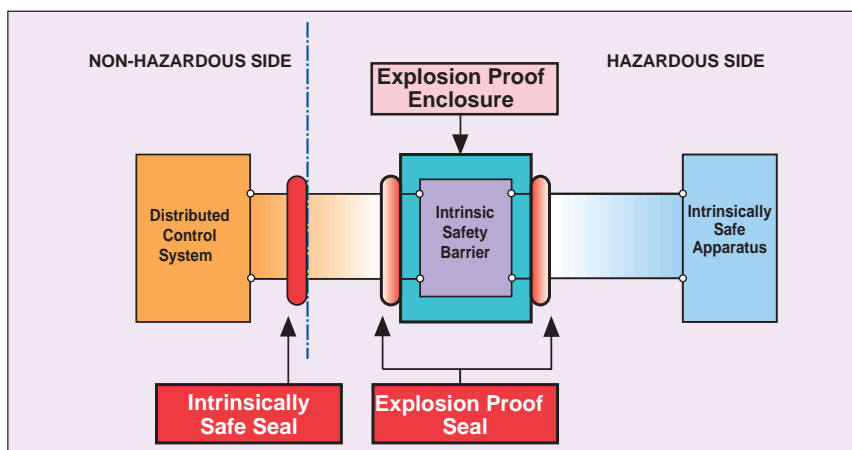 NON-HAZARDOUS SIDE
HAZARDOUS SIDE
Explosion Proof
Enclosure
Distributed
Control
System
Intrinsic
Safety
Barrier
Intrinsically
Safe
Apparatus
Intrinsically
Safe Seal
Explosion Proof
Seal